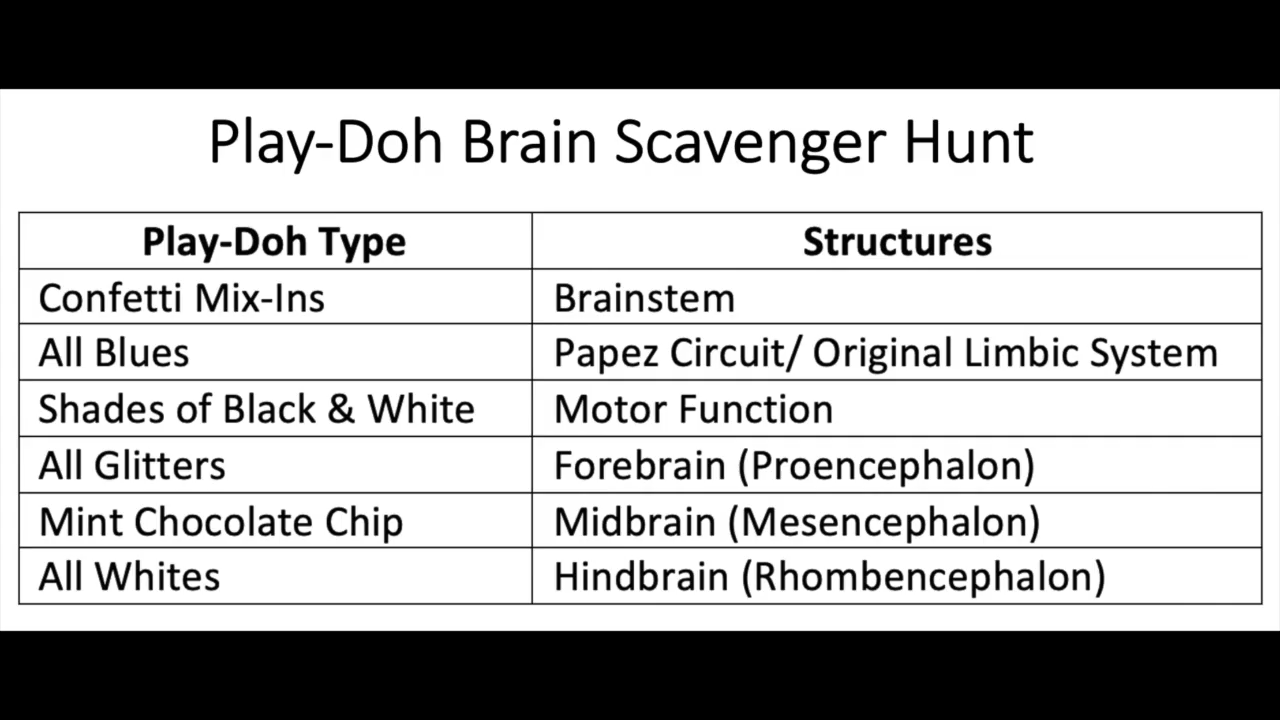 Play-Doh Brain Scavenger Hunt
Play-Doh Type Structures
Confetti Mix-Ins Brainstem
All Blues Papez Circuit/ Original Limbic System
Shades of Black & White Motor Function
All Glitters Forebrain (Proencephalon)
Mint Chocolate Chip Midbrain (Mesencephalon)
All Whites Hindbrain (Rhombencephalon)